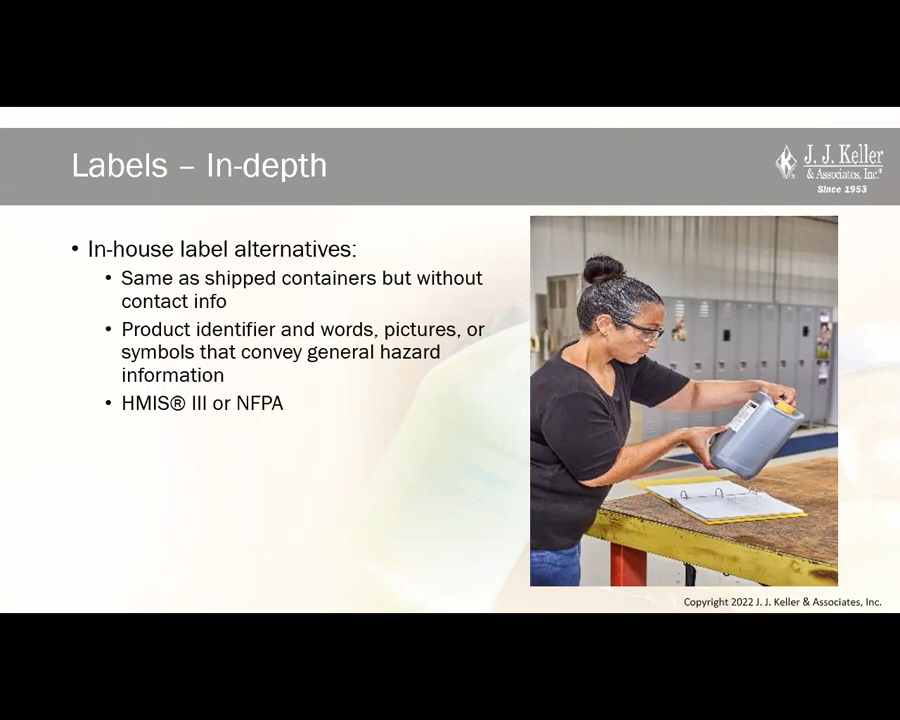 Labels – In-depth
J. J. Keller
& Associates, Inc.®
Since 1953
• In-house label alternatives:
• Same as shipped containers but without
contact info
• Product identifier and words, pictures, or
symbols that convey general hazard
information
• HMIS® III or NFPA
Copyright 2022 J. J. Keller & Associates, Inc.